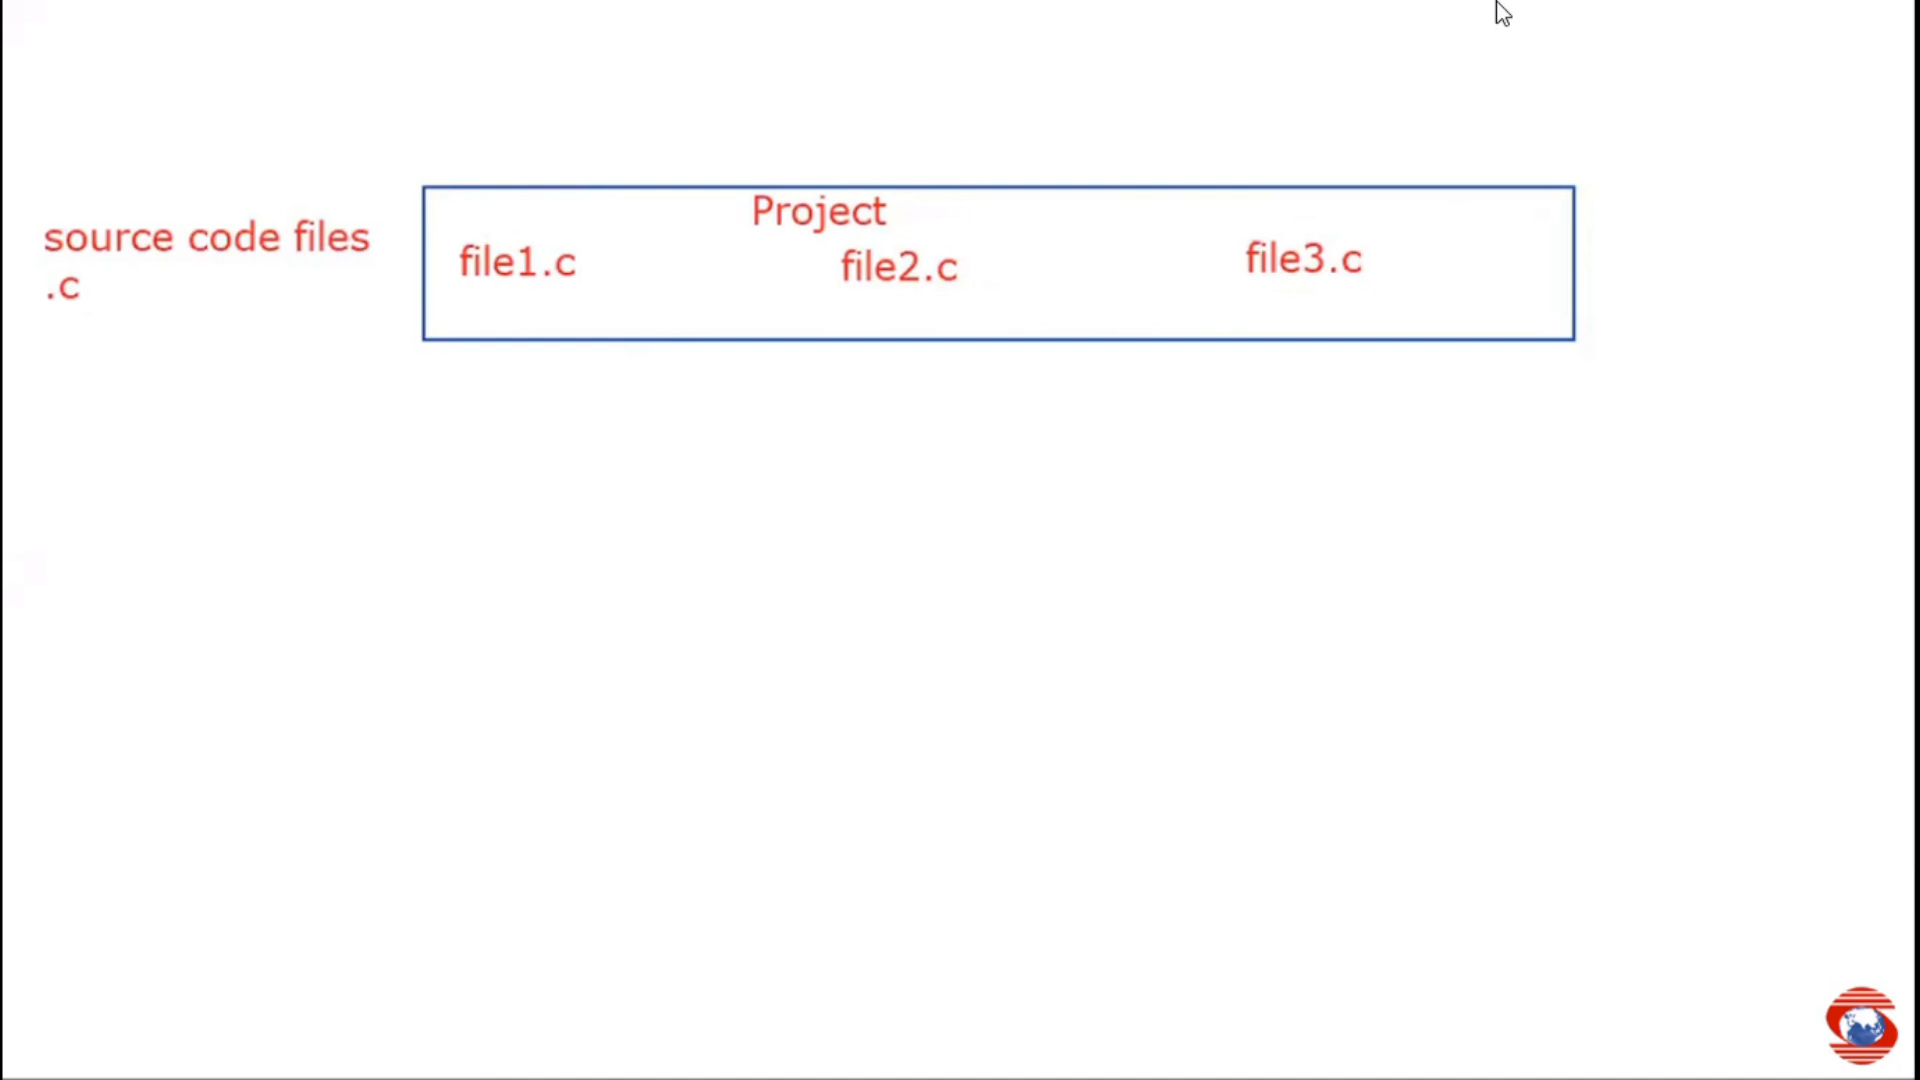 source code files
.c
Project
file1.c
file2.c
file3.c